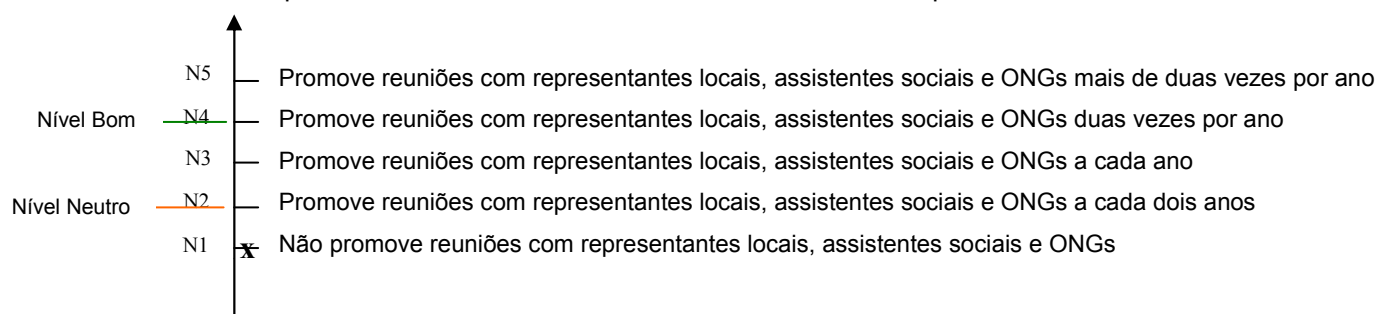 N5 Promove reuniões com representantes locais, assistentes sociais e ONGs mais de duas vezes por ano
Nível Bom N4 Promove reuniões com representantes locais, assistentes sociais e ONGs duas vezes por ano
N3 Promove reuniões com representantes locais, assistentes sociais e ONGs a cada ano
Nível Neutro N2 Promove reuniões com representantes locais, assistentes sociais e ONGs a cada dois anos
N1 x Não promove reuniões com representantes locais, assistentes sociais e ONGs